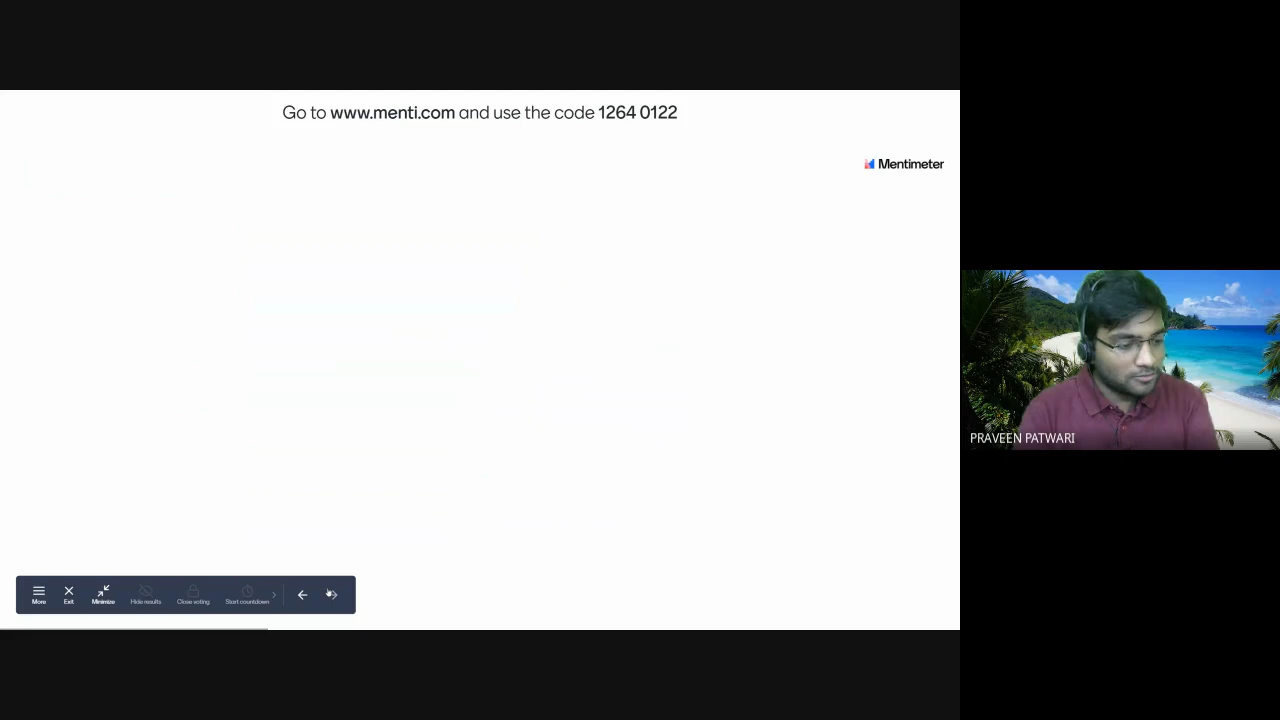 Go to www.menti.com and use the code 1264 0122
Mentimeter
PRAVEEN PATWARI
More
Exit
Minimize
Hide results
Close voting
Start countdown